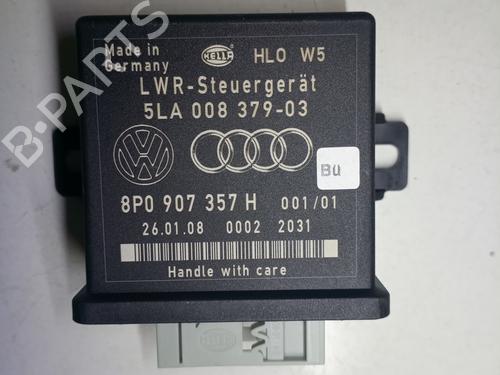 Made in
Germany
HELLA
HLO W5
LWR-Steuergerät
5LA 008 379-03
8P0 907 357 H 001/01
BU
26.01.08 0002 2031
Handle with care
B-PARTS